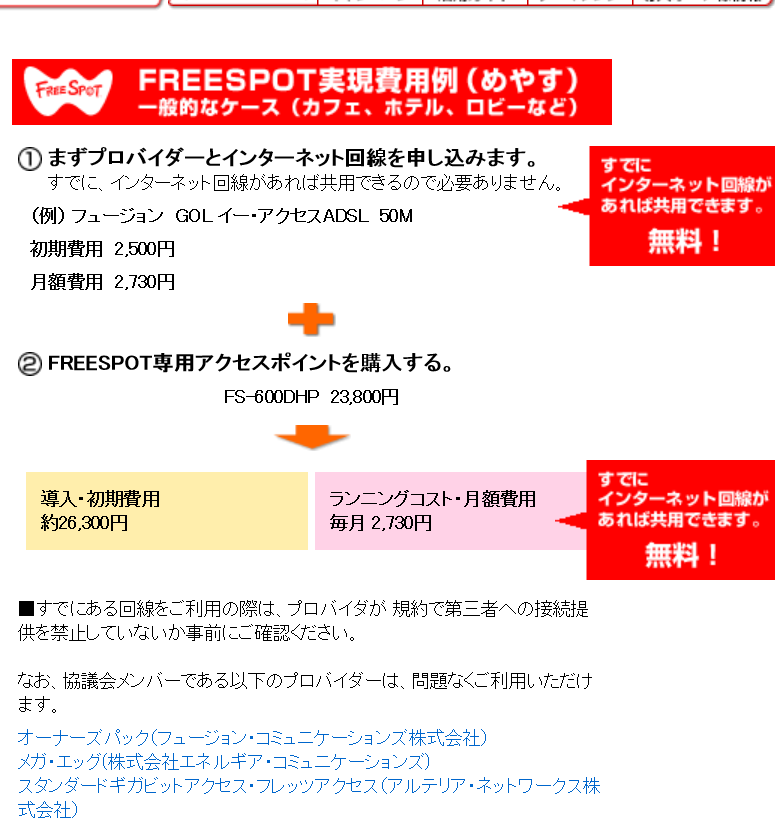 FREESPOT
FREESPOT実現費用例(めやす)
一般的なケース(カフェ、ホテル、ロビーなど)
① まずプロバイダーとインターネット回線を申し込みます。
すでに、インターネット回線があれば共用できるので必要ありません。
(例) フュージョン GOL イー・アクセスADSL 50M
初期費用 2,500円
月額費用 2,730円
すでに
インターネット回線が
あれば共用できます。
無料！
② FREESPOT専用アクセスポイントを購入する。
FS-600DHP 23,800円
導入・初期費用
約26,300円
ランニングコスト・月額費用
毎月 2,730円
すでに
インターネット回線が
あれば共用できます。
無料！
■すでにある回線をご利用の際は、プロバイダが 規約で第三者への接続提
供を禁止していないか事前にご確認ください。
なお、協議会メンバーである以下のプロバイダーは、問題なくご利用いただけ
ます。
オーナーズパック(フュージョン・コミュニケーションズ株式会社)
メガ・エッグ(株式会社エネルギア・コミュニケーションズ)
スタンダードギガビットアクセス・フレッツアクセス(アルテリア・ネットワークス株
式会社)